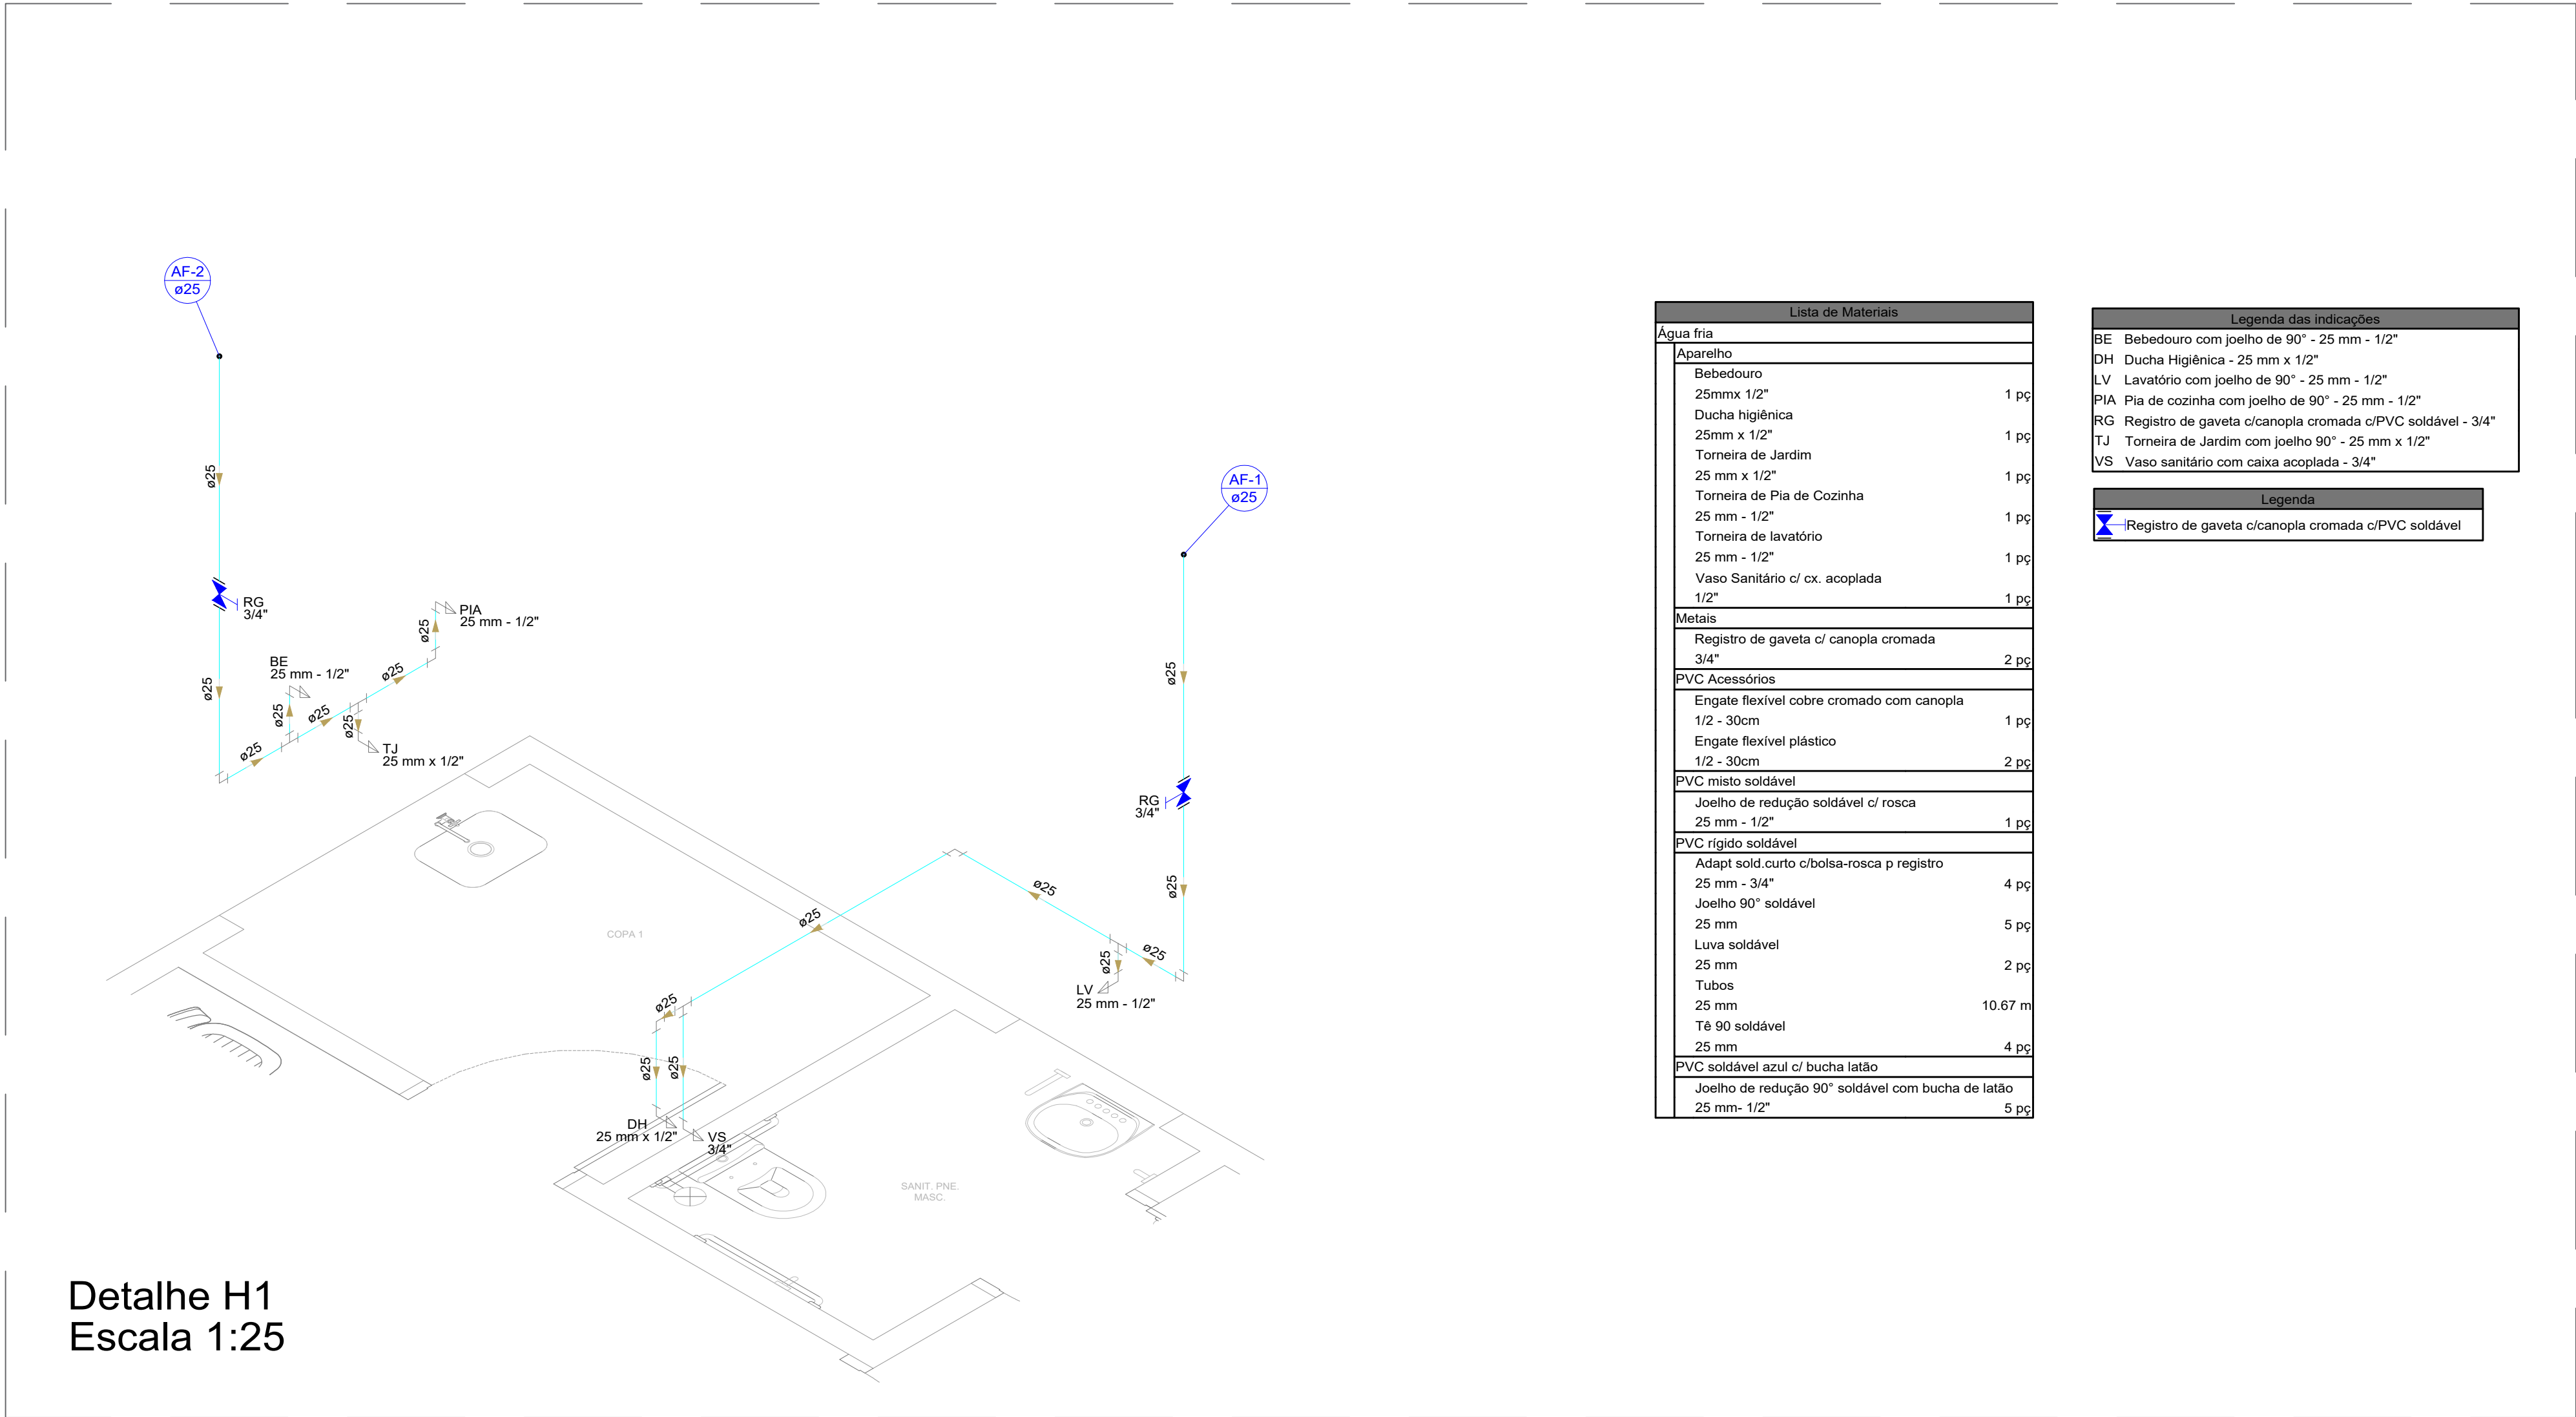 AF-2
ø25
ø25
RG
3/4"
ø25
BE
25 mm - 1/2"
ø25
ø25
ø25
ø25
TJ
25 mm x 1/2"
ø25
ø25
PIA
25 mm - 1/2"
AF-1
ø25
ø25
RG
3/4"
ø25
ø25
ø25
LV
25 mm - 1/2"
ø25
ø25
ø25
ø25
ø25
DH
25 mm x 1/2"
VS
3/4"
COPA 1
SANIT. PNE.
MASC.
Detalhe H1
Escala 1:25
Lista de Materiais
Água fria
Aparelho
Bebedouro
25mmx 1/2" 1 pç
Ducha higiênica
25mm x 1/2" 1 pç
Torneira de Jardim
25 mm x 1/2" 1 pç
Torneira de Pia de Cozinha
25 mm - 1/2" 1 pç
Torneira de lavatório
25 mm - 1/2" 1 pç
Vaso Sanitário c/ cx. acoplada
1/2" 1 pç
Metais
Registro de gaveta c/ canopla cromada
3/4" 2 pç
PVC Acessórios
Engate flexível cobre cromado com canopla
1/2 - 30cm 1 pç
Engate flexível plástico
1/2 - 30cm 2 pç
PVC misto soldável
Joelho de redução soldável c/ rosca
25 mm - 1/2" 1 pç
PVC rígido soldável
Adapt sold.curto c/bolsa-rosca p registro
25 mm - 3/4" 4 pç
Joelho 90° soldável
25 mm 5 pç
Luva soldável
25 mm 2 pç
Tubos
25 mm 10.67 m
Tê 90 soldável
25 mm 4 pç
PVC soldável azul c/ bucha latão
Joelho de redução 90° soldável com bucha de latão
25 mm- 1/2" 5 pç
Legenda das indicações
BE Bebedouro com joelho de 90° - 25 mm - 1/2"
DH Ducha Higiênica - 25 mm x 1/2"
LV Lavatório com joelho de 90° - 25 mm - 1/2"
PIA Pia de cozinha com joelho de 90° - 25 mm - 1/2"
RG Registro de gaveta c/canopla cromada c/PVC soldável - 3/4"
TJ Torneira de Jardim com joelho 90° - 25 mm x 1/2"
VS Vaso sanitário com caixa acoplada - 3/4"
Legenda
Registro de gaveta c/canopla cromada c/PVC soldável